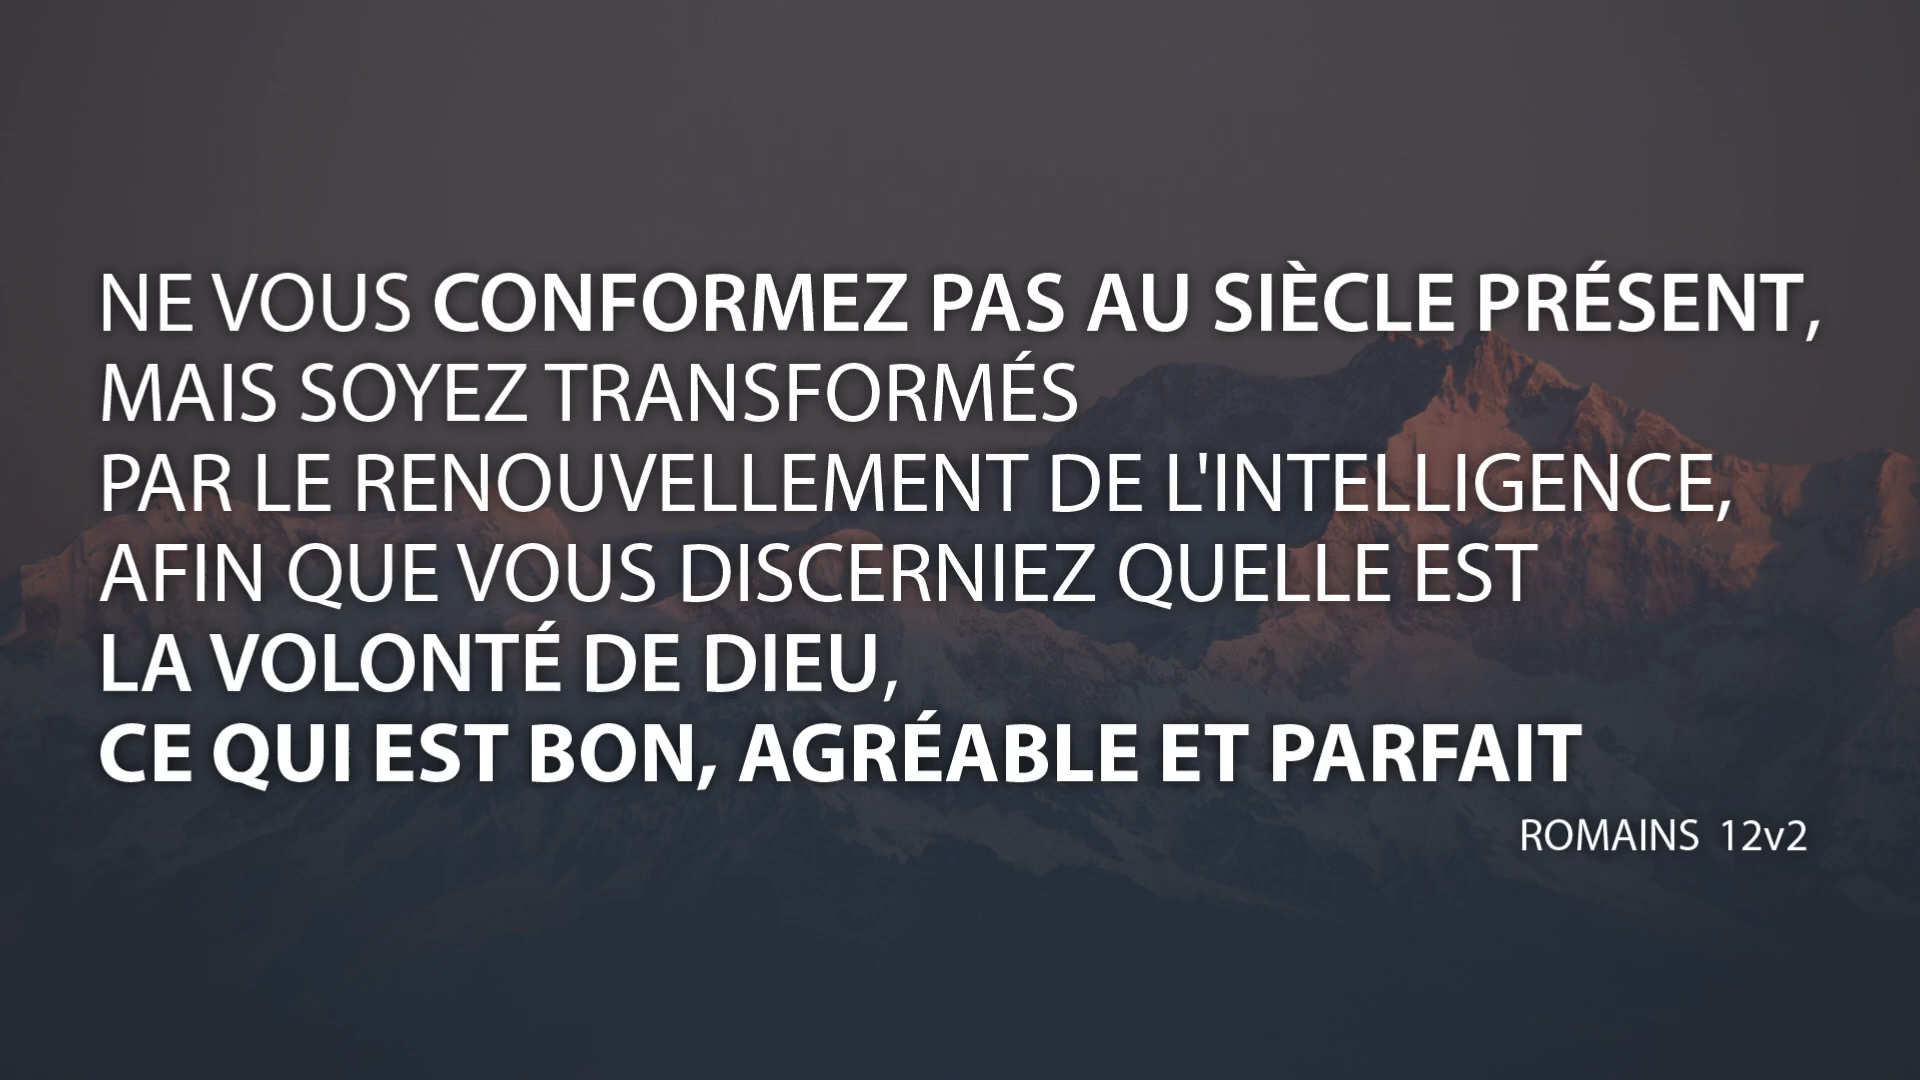 NE VOUS CONFORMEZ PAS AU SIÈCLE PRÉSENT,
MAIS SOYEZ TRANSFORMÉS
PAR LE RENOUVELLEMENT DE L'INTELLIGENCE,
AFIN QUE VOUS DISCERNIEZ QUELLE EST
LA VOLONTÉ DE DIEU,
CE QUI EST BON, AGRÉABLE ET PARFAIT
ROMAINS 12v2